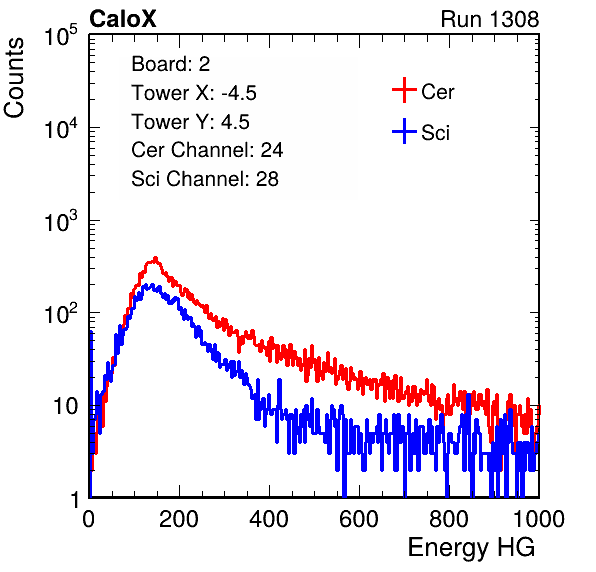 CaloX Run 1308
Counts
Board: 2
Tower X: -4.5
Tower Y: 4.5
Cer Channel: 24
Sci Channel: 28
Cer
Sci
10^5
10^4
10^3
10^2
10
1
0 200 400 600 800 1000
Energy HG